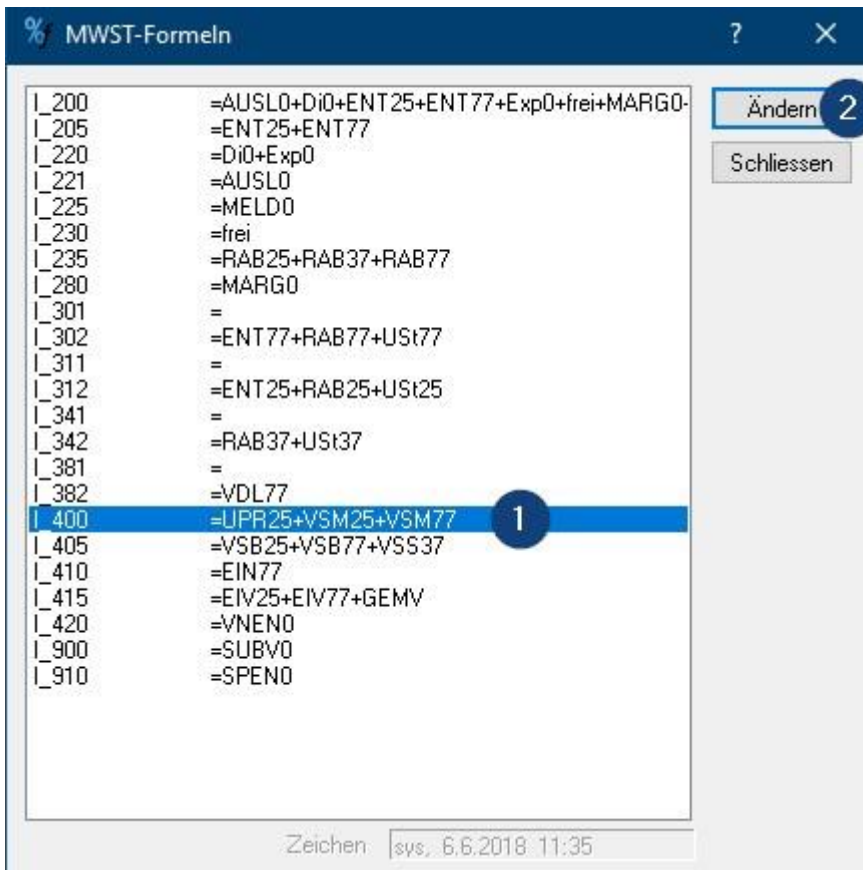 MWST-Formeln ? ×
I_200 =AUSL0+Di0+ENT25+ENT77+Exp0+frei+MARG0- Ändern 2
I_205 =ENT25+ENT77
I_220 =Di0+Exp0
I_221 =AUSL0 Schliessen
I_225 =MELD0
I_230 =frei
I_235 =RAB25+RAB37+RAB77
I_280 =MARG0
I_301 =
I_302 =ENT77+RAB77+USt77
I_311 =
I_312 =ENT25+RAB25+USt25
I_341 =
I_342 =RAB37+USt37
I_381 =
I_382 =VDL77
I_400 =UPR25+VSM25+VSM77 1
I_405 =VSB25+VSB77+VSS37
I_410 =EIN77
I_415 =EIV25+EIV77+GEMV
I_420 =VNEN0
I_900 =SUBV0
I_910 =SPEN0
Zeichen sys, 6.6.2018 11:35